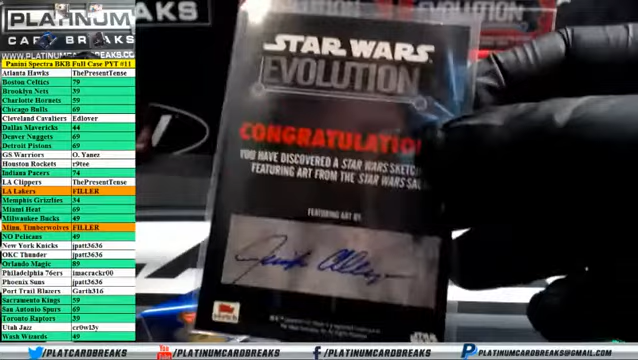 PLATINUM
CARD BREAKS
WWW.PLATINUMCARDBREAKS.COM
Panini Spectra BKB Full Case PYT #11
Atlanta Hawks ThePresentTense
Boston Celtics 79
Brooklyn Nets 39
Charlotte Hornets 59
Chicago Bulls 69
Cleveland Cavaliers Edlover
Dallas Mavericks 44
Denver Nuggets 69
Detroit Pistons 69
GS Warriors O. Yanez
Houston Rockets r9tee
Indiana Pacers 74
LA Clippers ThePresentTense
LA Lakers FILLER
Memphis Grizzlies 34
Miami Heat 69
Milwaukee Bucks 49
Minn. Timberwolves FILLER
NO Pelicans 49
New York Knicks jpatt3636
OKC Thunder jpatt3636
Orlando Magic 89
Philadelphia 76ers imacrackr00
Phoenix Suns jpatt3636
Port Trail Blazers Garth316
Sacramento Kings 59
San Antonio Spurs 69
Toronto Raptors 39
Utah Jazz cr0wl3y
Wash Wizards 49
STAR WARS
EVOLUTION
CONGRATULATIO
YOU HAVE DISCOVERED A STAR WARS SKETCH
FEATURING ART FROM THE STAR WARS SA
FEATURING ART BY
STAR
/PLATCARDBREAKS
/PLATINUMCARDBREAKS
/PLATINUMCARDBREAKS
@PLATINUMCARDBREAKS